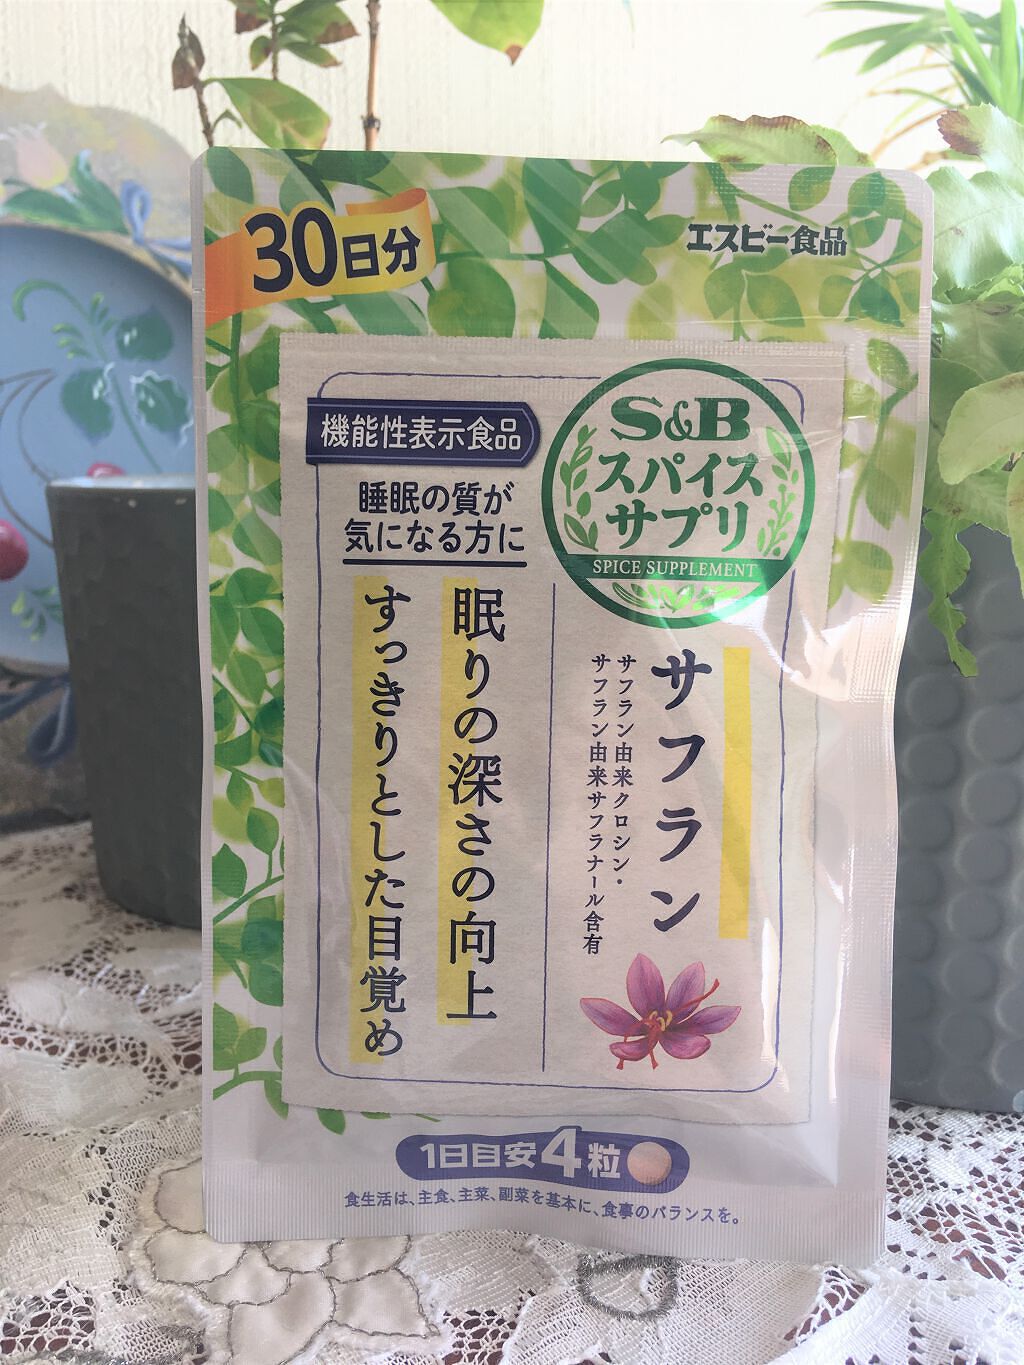 30日分
エスビー食品
機能性表示食品
睡眠の質が
気になる方に
S&B
スパイス
サプリ
SPICE SUPPLEMENT
サフラン
サフラン由来クロシン・
サフラン由来サフラナール含有
眠りの深さの向上
すっきりとした目覚め
1日目安4粒
食生活は、主食、主菜、副菜を基本に、食事のバランスを。